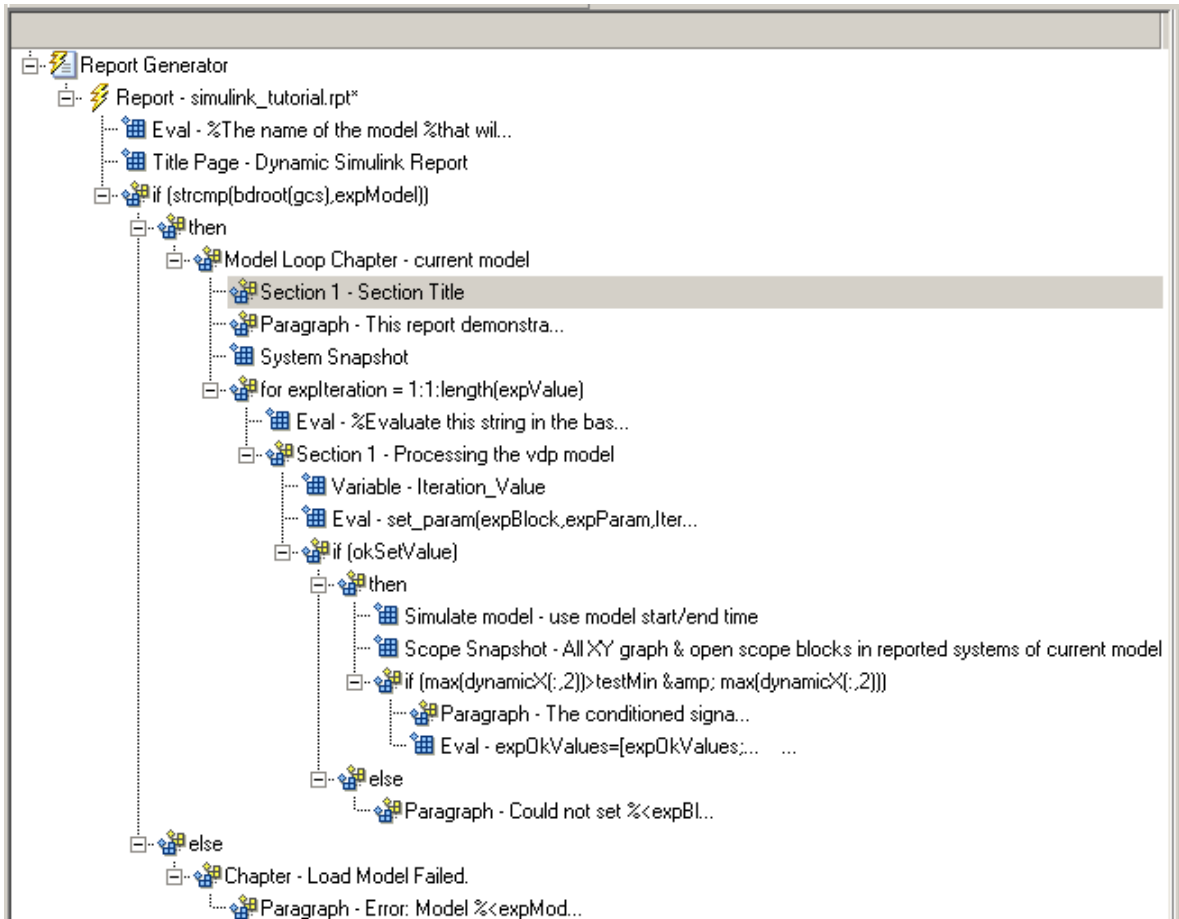 Report Generator
Report - simulink_tutorial.rpt*
Eval - %The name of the model %that wil...
Title Page - Dynamic Simulink Report
if (strcmp(bdroot(gcs),expModel))
then
Model Loop Chapter - current model
Section 1 - Section Title
Paragraph - This report demonstra...
System Snapshot
for expIteration = 1:1:length(expValue)
Eval - %Evaluate this string in the bas...
Section 1 - Processing the vdp model
Variable - Iteration_Value
Eval - set_param(expBlock,expParam,Iter...
if (okSetValue)
then
Simulate model - use model start/end time
Scope Snapshot - All XY graph & open scope blocks in reported systems of current model
if (max(dynamicX(:,2))>testMin &amp; max(dynamicX(:,2)))
Paragraph - The conditioned signa...
Eval - expOkValues=[expOkValues;... ...
else
Paragraph - Could not set %<expBl...
else
Chapter - Load Model Failed.
Paragraph - Error: Model %<expMod...